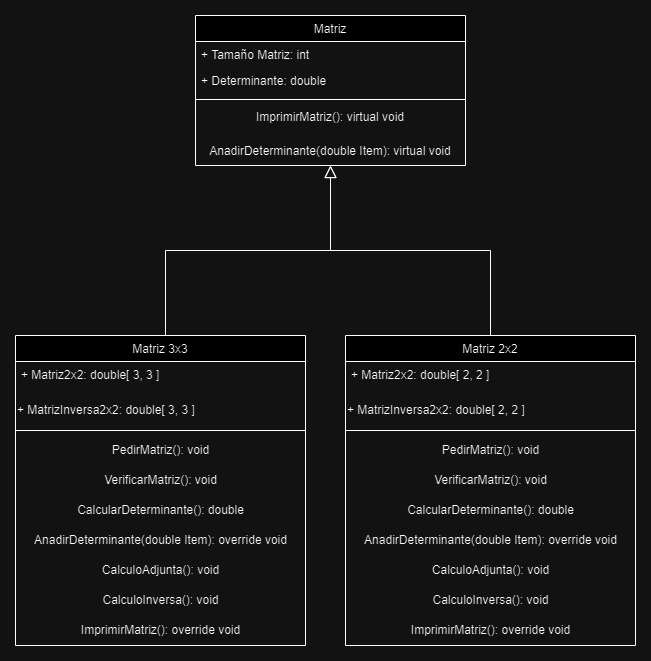 Matriz
+ Tamaño Matriz: int
+ Determinante: double
ImprimirMatriz(): virtual void
AnadirDeterminante(double Item): virtual void
Matriz 3x3
+ Matriz2x2: double[ 3, 3 ]
+ MatrizInversa2x2: double[ 3, 3 ]
PedirMatriz(): void
VerificarMatriz(): void
CalcularDeterminante(): double
AnadirDeterminante(double Item): override void
CalculoAdjunta(): void
CalculoInversa(): void
ImprimirMatriz(): override void
Matriz 2x2
+ Matriz2x2: double[ 2, 2 ]
+ MatrizInversa2x2: double[ 2, 2 ]
PedirMatriz(): void
VerificarMatriz(): void
CalcularDeterminante(): double
AnadirDeterminante(double Item): override void
CalculoAdjunta(): void
CalculoInversa(): void
ImprimirMatriz(): override void